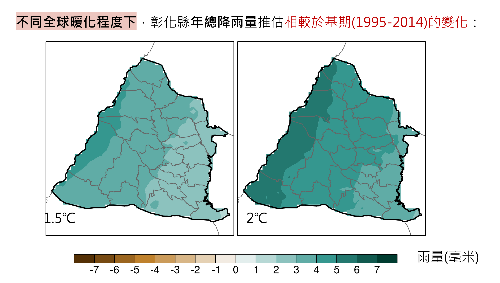 不同全球暖化程度下，彰化縣年總降雨量推估相較於基期(1995-2014)的變化：
1.5℃
2℃
-7 -6 -5 -4 -3 -2 -1 0 1 2 3 4 5 6 7
雨量(毫米)